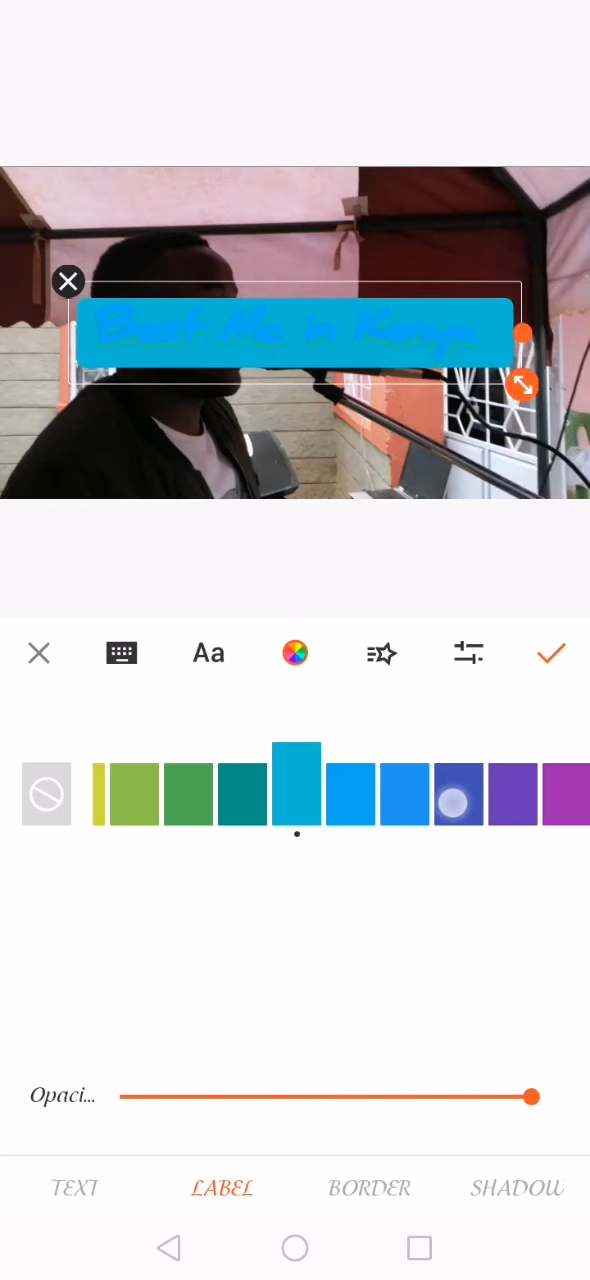 Best Mc in Kenya
Aa
Opaci...
TEXT
LABEL
BORDER
SHADOW